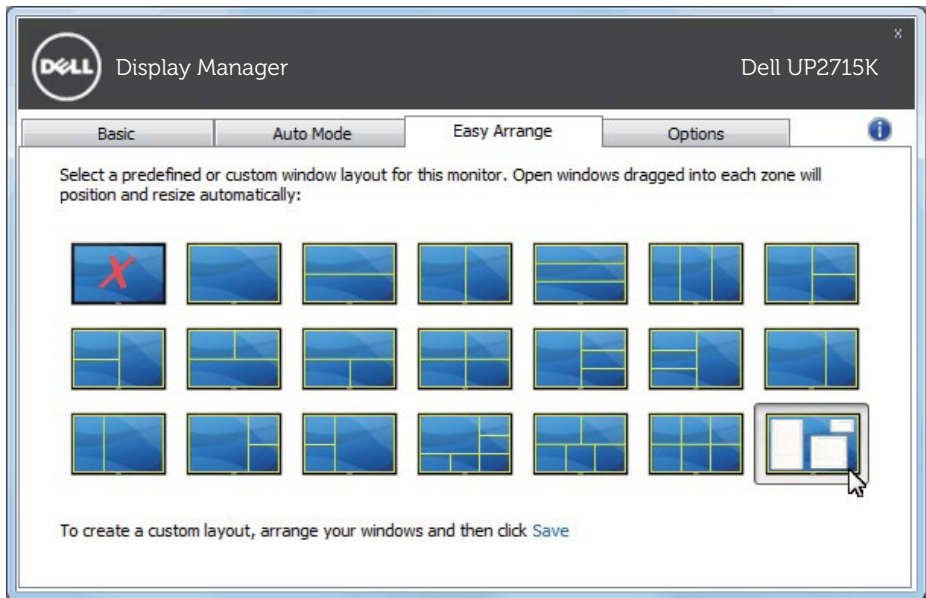 DELL Display Manager Dell UP2715K
x
Basic Auto Mode Easy Arrange Options i
Select a predefined or custom window layout for this monitor. Open windows dragged into each zone will
position and resize automatically:
X
To create a custom layout, arrange your windows and then click Save